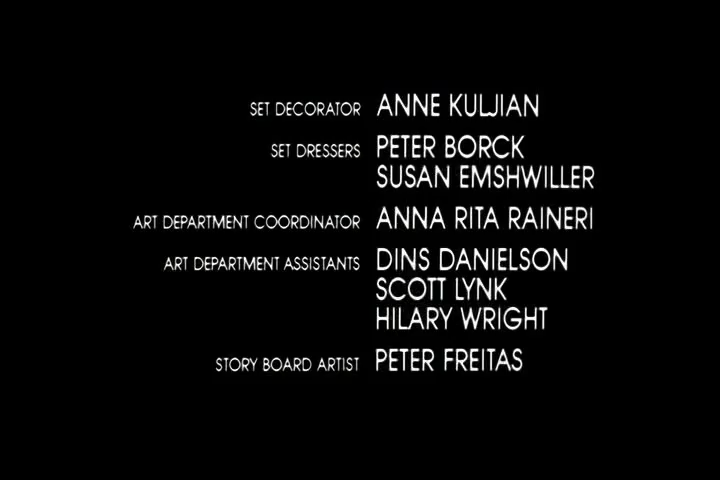 SET DECORATOR ANNE KULJIAN
SET DRESSERS PETER BORCK
SUSAN EMSHWILLER
ART DEPARTMENT COORDINATOR ANNA RITA RAINERI
ART DEPARTMENT ASSISTANTS DINS DANIELSON
SCOTT LYNK
HILARY WRIGHT
STORY BOARD ARTIST PETER FREITAS